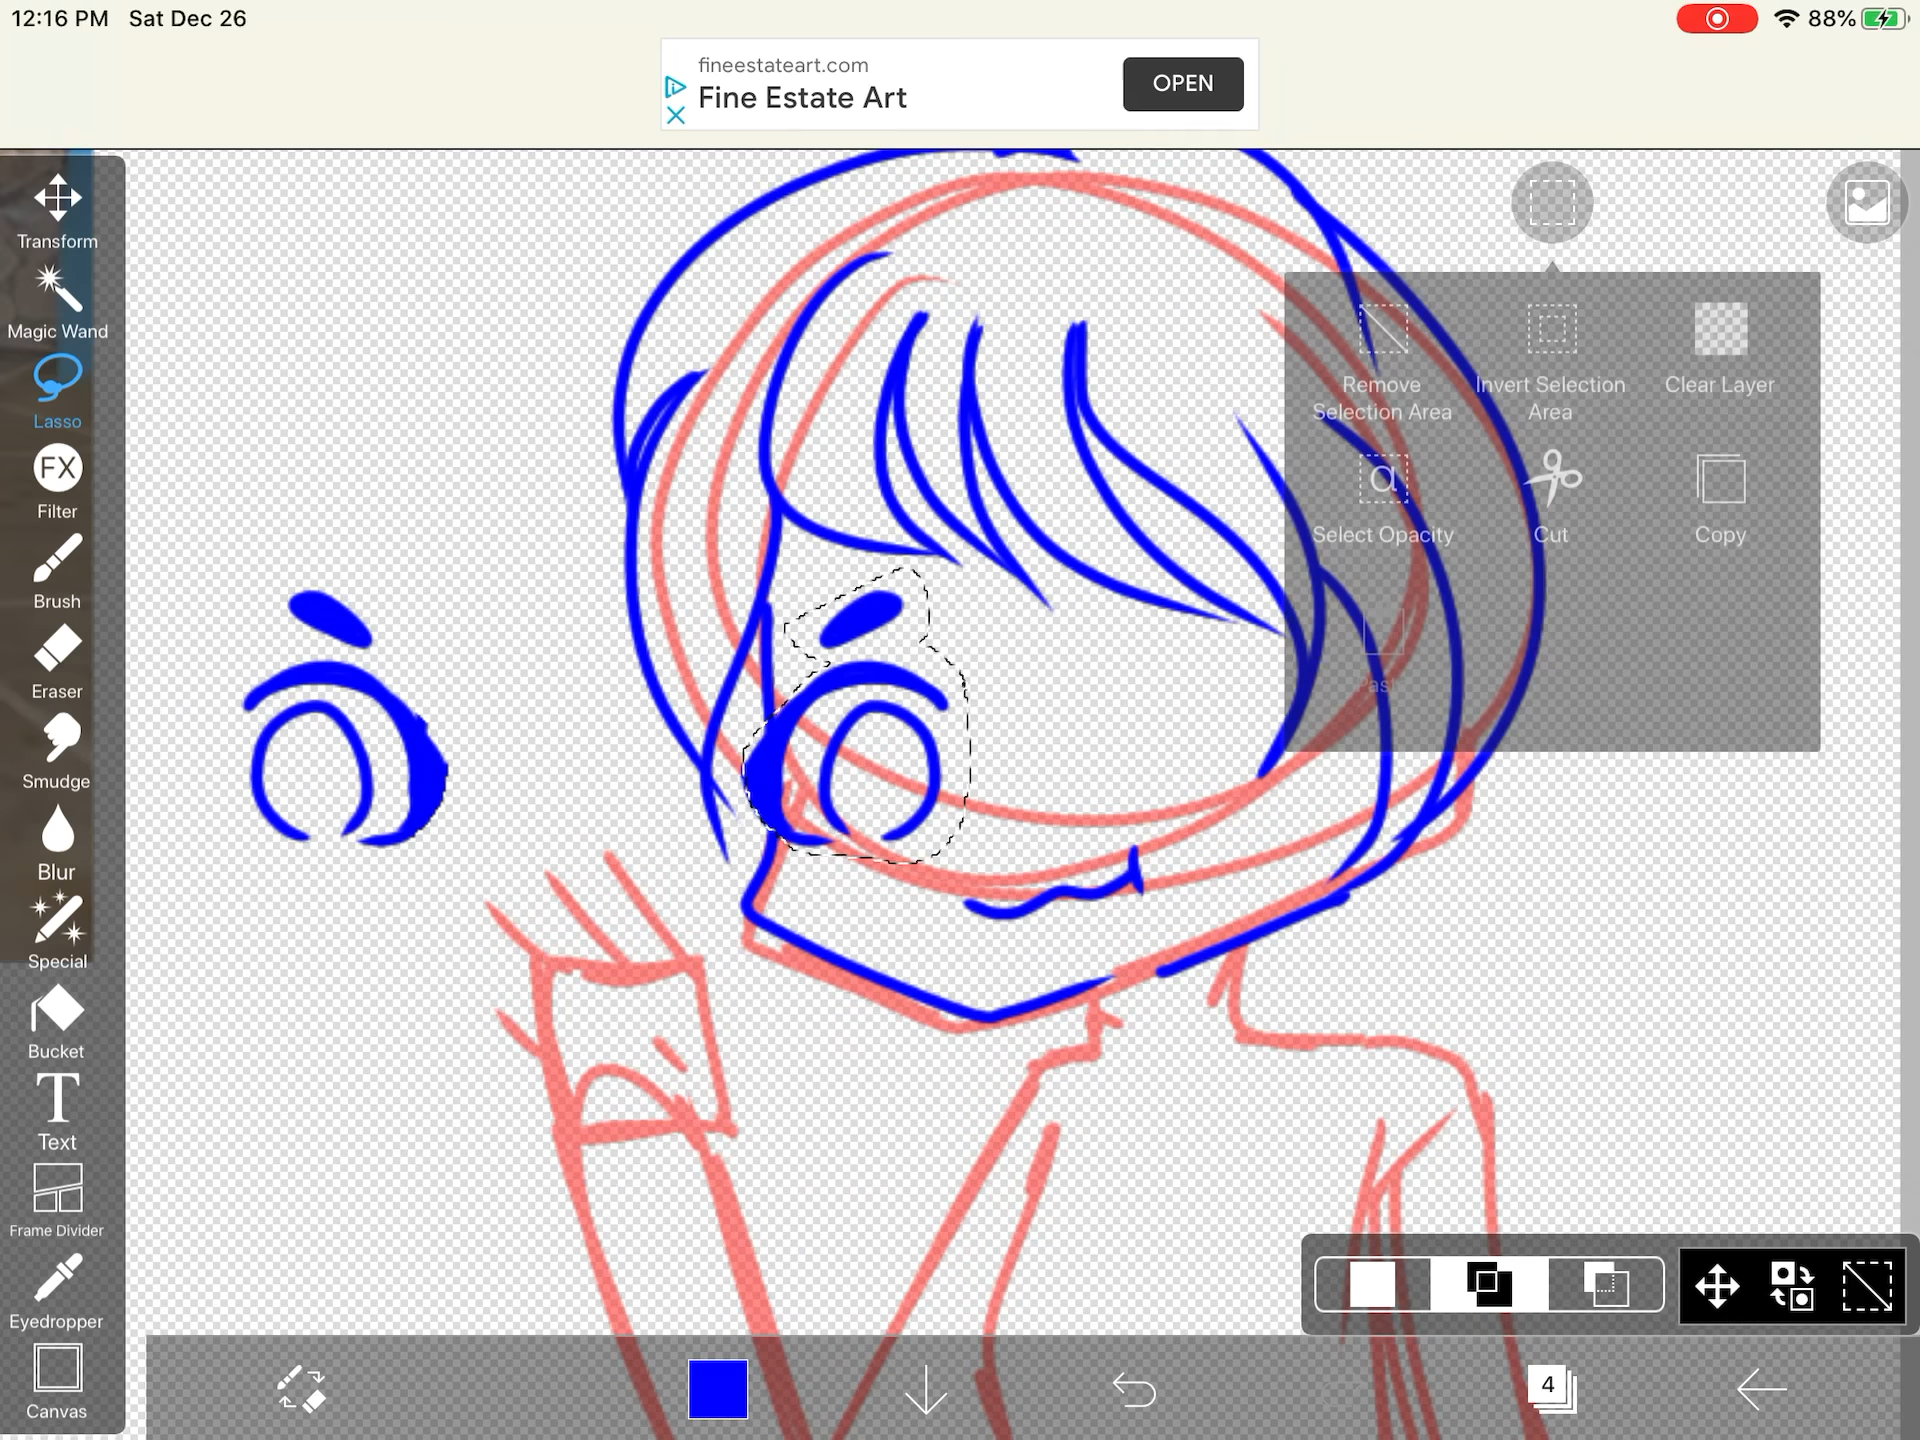 12:16 PM Sat Dec 26
88%
fineestateart.com
Fine Estate Art
OPEN
Transform
Magic Wand
Lasso
FX
Filter
Brush
Eraser
Smudge
Blur
Special
Bucket
T
Text
Frame Divider
Eyedropper
Canvas
Remove
Selection Area
Invert Selection
Area
Clear Layer
α
Select Opacity
Cut
Copy
Paste
4